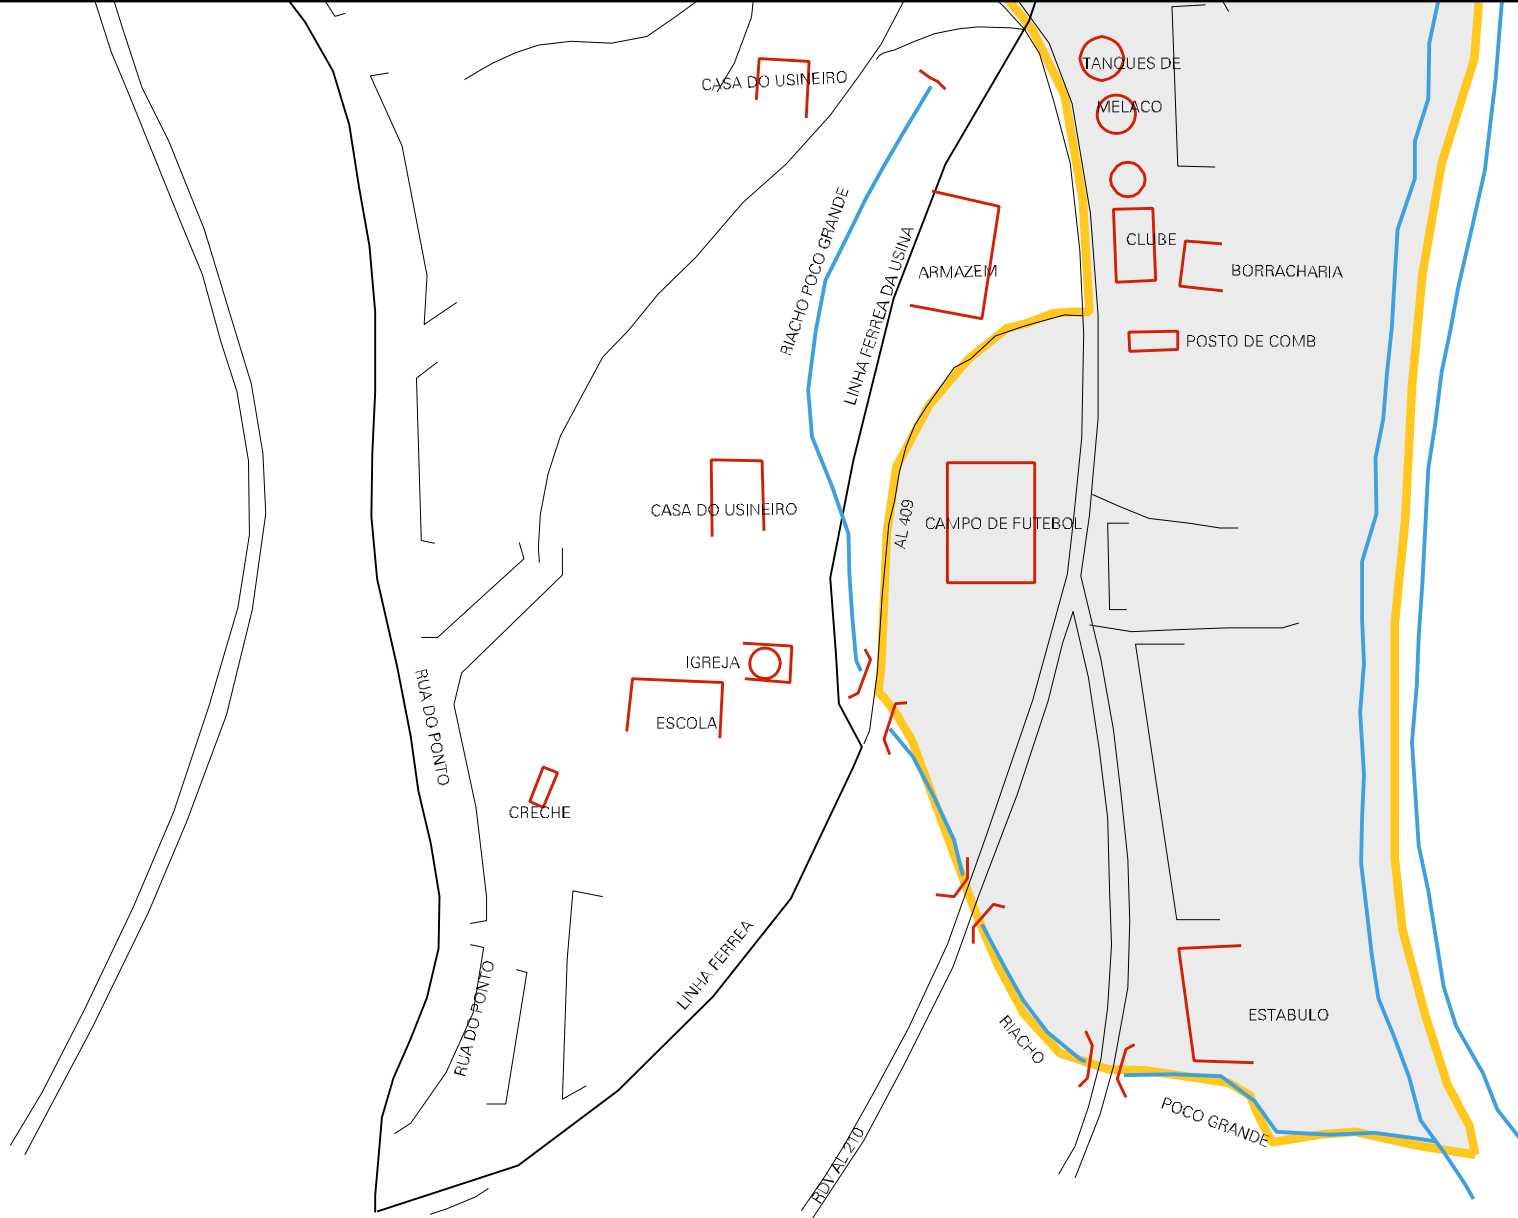 TANQUES DE
MELACO
CASA DO USINEIRO
RIACHO POCO GRANDE
LINHA FERREA DA USINA
ARMAZEM
CLUBE
BORRACHARIA
POSTO DE COMB
CASA DO USINEIRO
AL 409
CAMPO DE FUTEBOL
IGREJA
ESCOLA
RUA DO PONTO
CRECHE
LINHA FERREA
RUA DO PONTO
ESTABULO
RIACHO
POCO GRANDE
RDV AL 210